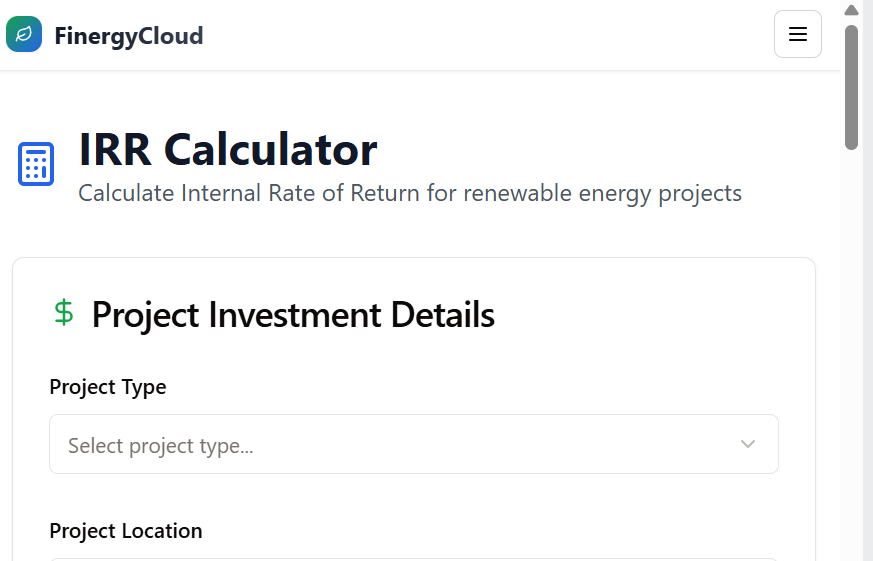 FinergyCloud
IRR Calculator
Calculate Internal Rate of Return for renewable energy projects
$ Project Investment Details
Project Type
Select project type...
Project Location